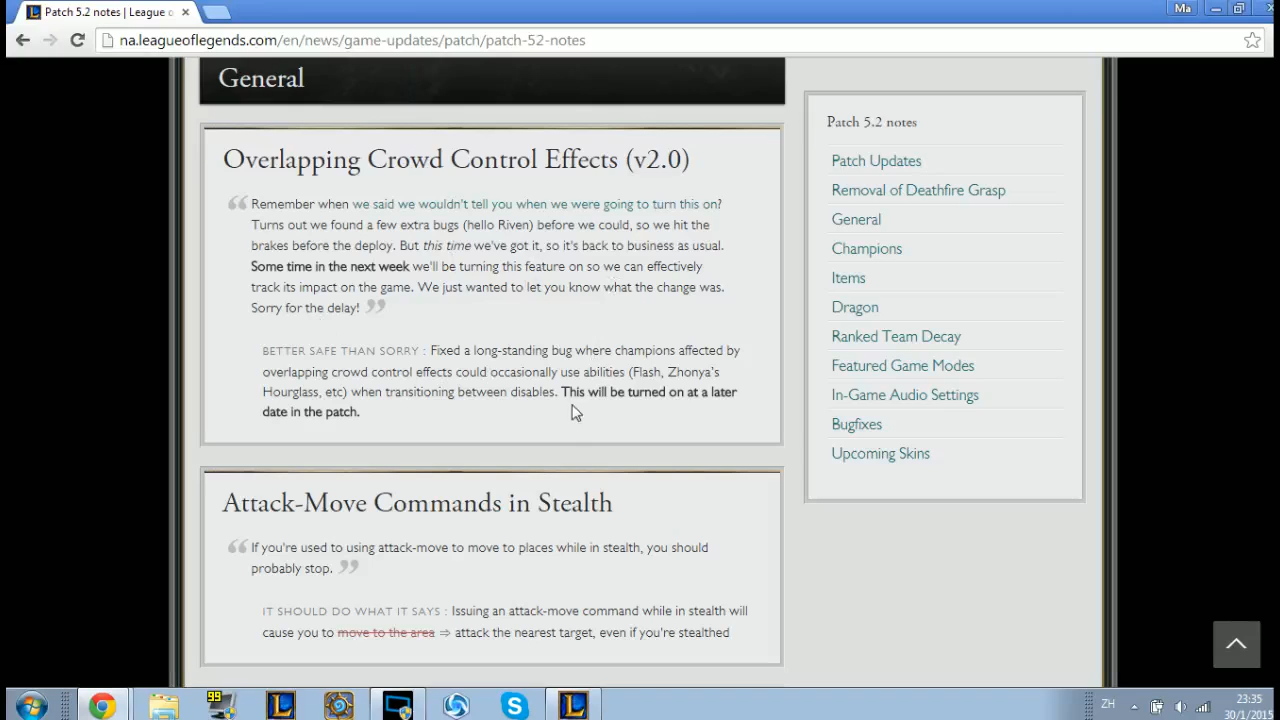 Patch 5.2 notes | League o
Ma
na.leagueoflegends.com/en/news/game-updates/patch/patch-52-notes
General
Overlapping Crowd Control Effects (v2.0)
Remember when we said we wouldn't tell you when we were going to turn this on?
Turns out we found a few extra bugs (hello Riven) before we could, so we hit the
brakes before the deploy. But this time we've got it, so it's back to business as usual.
Some time in the next week we'll be turning this feature on so we can effectively
track its impact on the game. We just wanted to let you know what the change was.
Sorry for the delay!
BETTER SAFE THAN SORRY : Fixed a long-standing bug where champions affected by
overlapping crowd control effects could occasionally use abilities (Flash, Zhonya's
Hourglass, etc) when transitioning between disables. This will be turned on at a later
date in the patch.
Attack-Move Commands in Stealth
If you're used to using attack-move to move to places while in stealth, you should
probably stop.
IT SHOULD DO WHAT IT SAYS : Issuing an attack-move command while in stealth will
cause you to move to the area ⇒ attack the nearest target, even if you're stealthed
Patch 5.2 notes
Patch Updates
Removal of Deathfire Grasp
General
Champions
Items
Dragon
Ranked Team Decay
Featured Game Modes
In-Game Audio Settings
Bugfixes
Upcoming Skins
99
ZH
23:35
30/1/2015